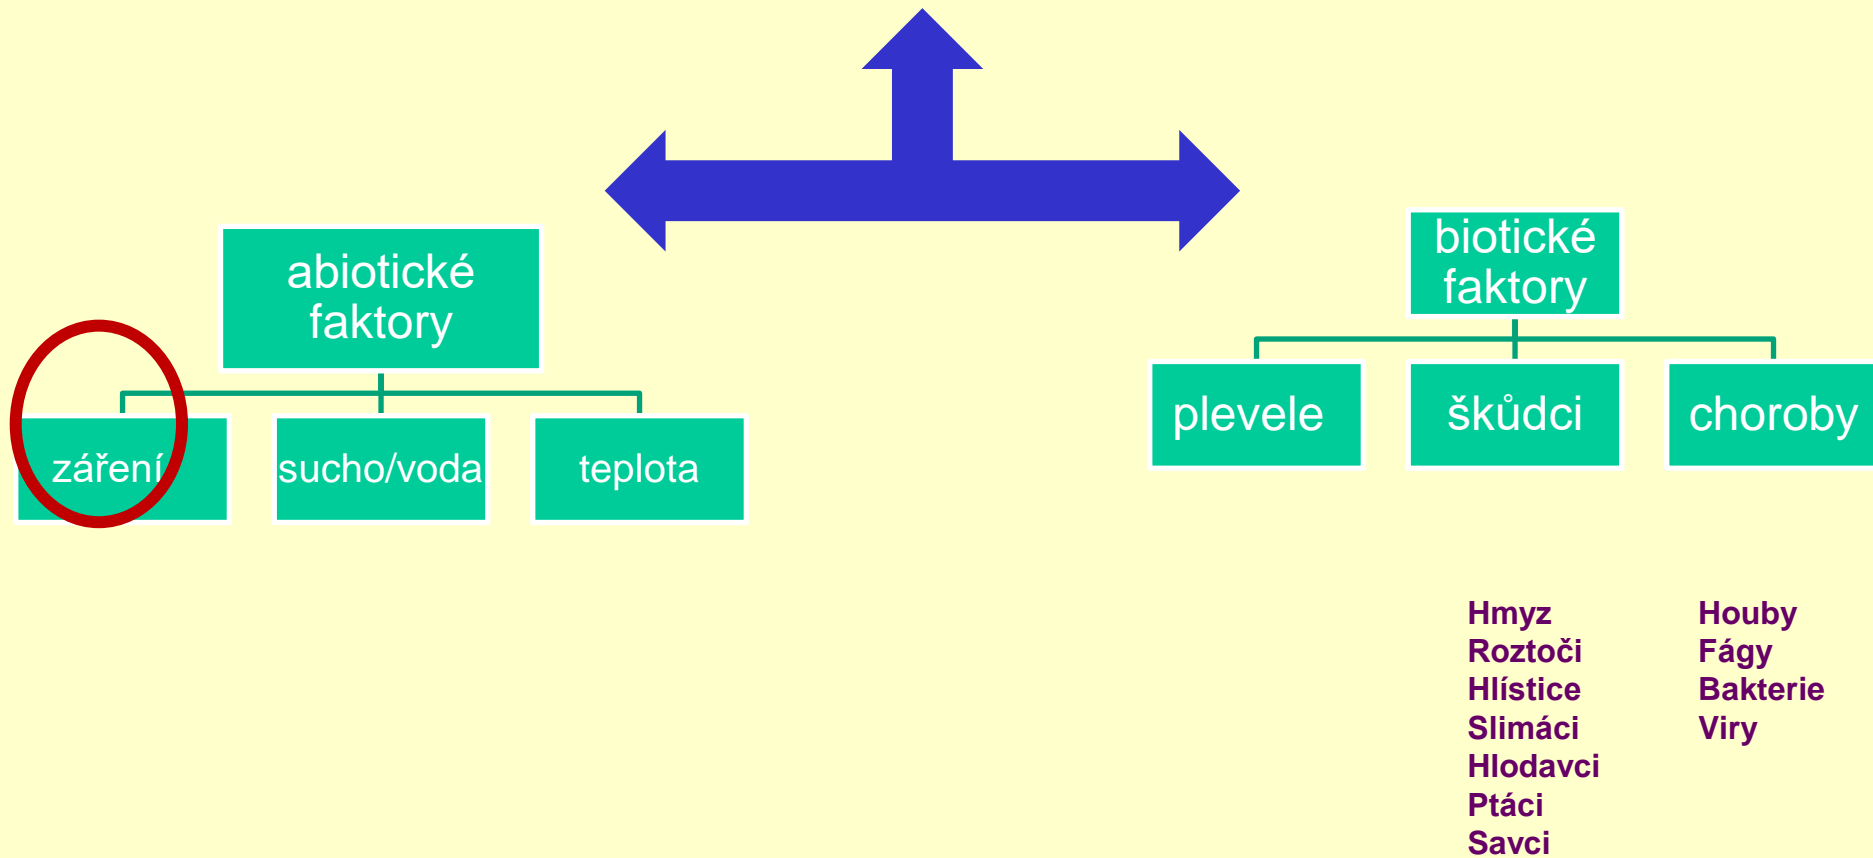 abiotické
faktory
záření
sucho/voda
teplota
biotické
faktory
plevele
škůdci
choroby
Hmyz
Roztoči
Hlístice
Slimáci
Hlodavci
Ptáci
Savci
Houby
Fágy
Bakterie
Viry